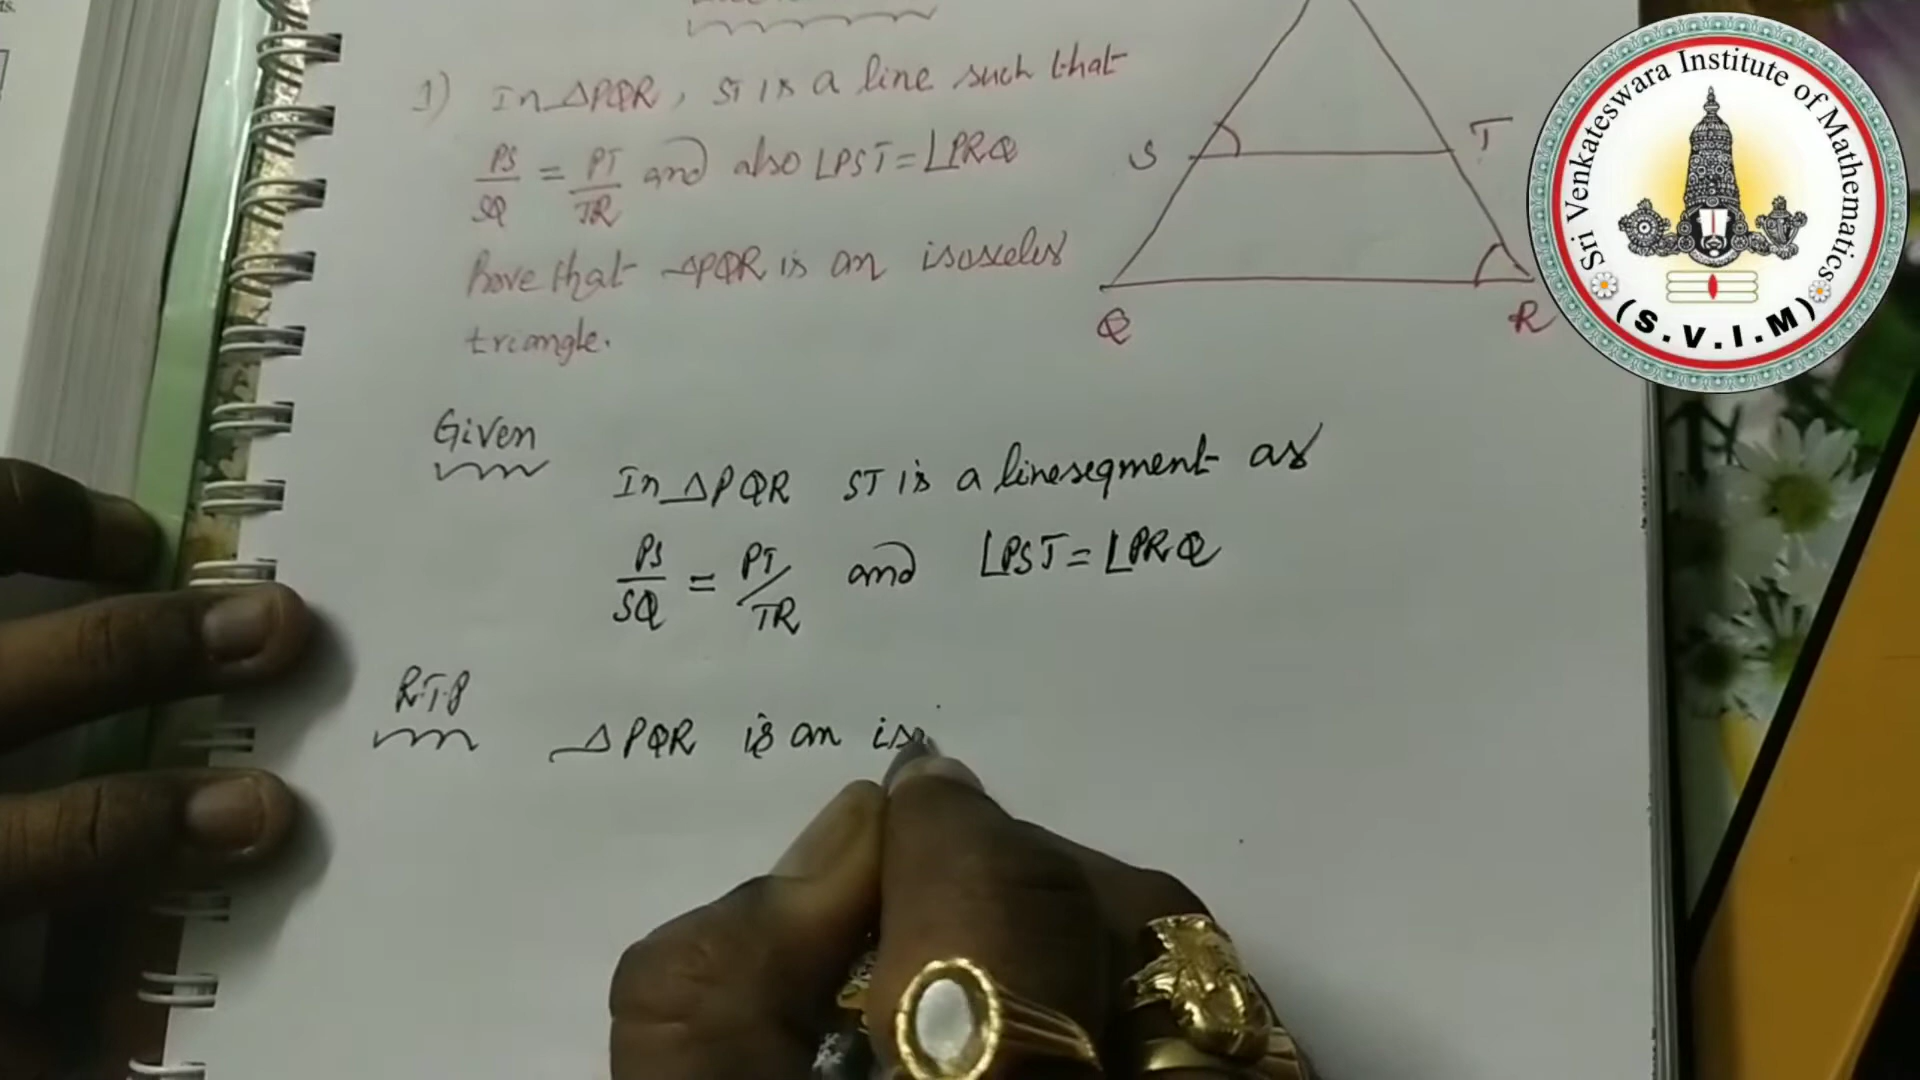 ts.
1) In △PQR, ST is a line such that
PS/SQ = PT/TR and also ∠PST = ∠PRQ
Prove that △PQR is an isosceles
triangle.
S
T
Q
R
Given
In △PQR ST is a linesegment as
PS/SQ = PT/TR and ∠PST = ∠PRQ
R.T.P
△PQR is an iso
Sri Venkateswara Institute of Mathematics
(S.V.I.M)